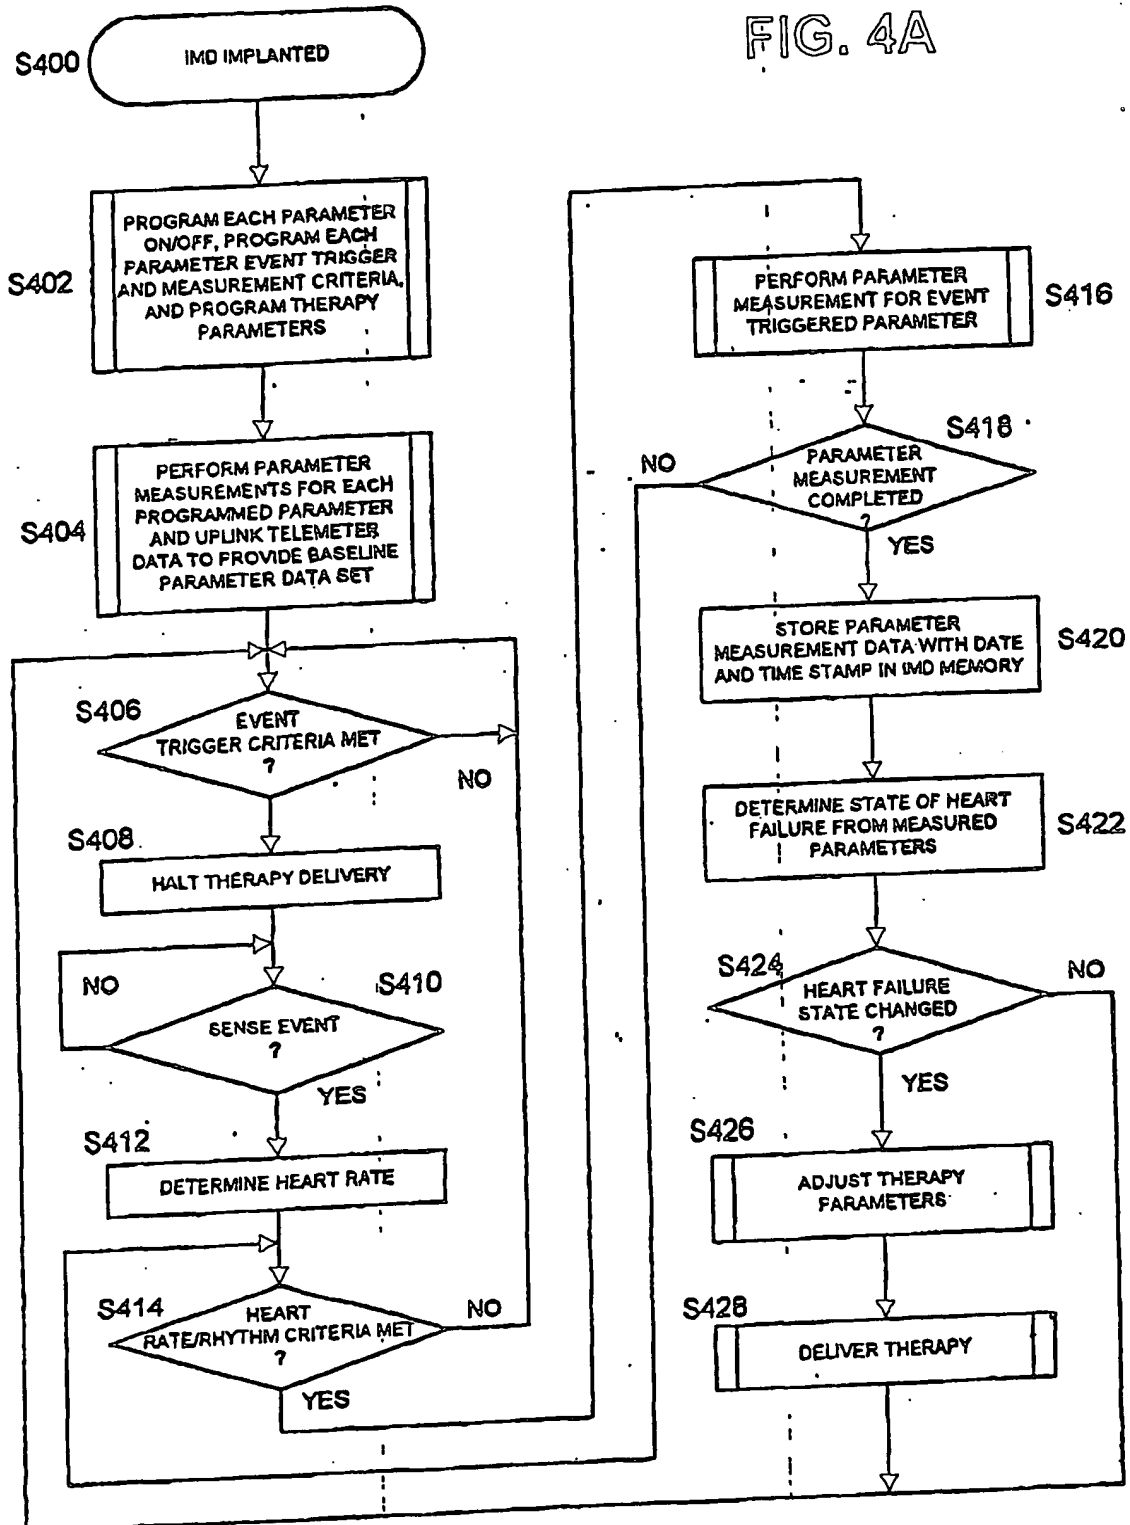 FIG. 4A
S400
IMD IMPLANTED
S402
PROGRAM EACH PARAMETER
ON/OFF, PROGRAM EACH
PARAMETER EVENT TRIGGER
AND MEASUREMENT CRITERIA,
AND PROGRAM THERAPY
PARAMETERS
S404
PERFORM PARAMETER
MEASUREMENTS FOR EACH
PROGRAMMED PARAMETER
AND UPLINK TELEMETER
DATA TO PROVIDE BASELINE
PARAMETER DATA SET
S406
EVENT
TRIGGER CRITERIA MET
?
NO
S408
HALT THERAPY DELIVERY
NO
S410
SENSE EVENT
?
YES
S412
DETERMINE HEART RATE
S414
HEART
RATE/RHYTHM CRITERIA MET
?
NO
YES
PERFORM PARAMETER
MEASUREMENT FOR EVENT
TRIGGERED PARAMETER
S416
S418
NO
PARAMETER
MEASUREMENT
COMPLETED
?
YES
STORE PARAMETER
MEASUREMENT DATA WITH DATE
AND TIME STAMP IN IMD MEMORY
S420
DETERMINE STATE OF HEART
FAILURE FROM MEASURED
PARAMETERS
S422
S424
HEART FAILURE
STATE CHANGED
?
NO
YES
S426
ADJUST THERAPY
PARAMETERS
S428
DELIVER THERAPY